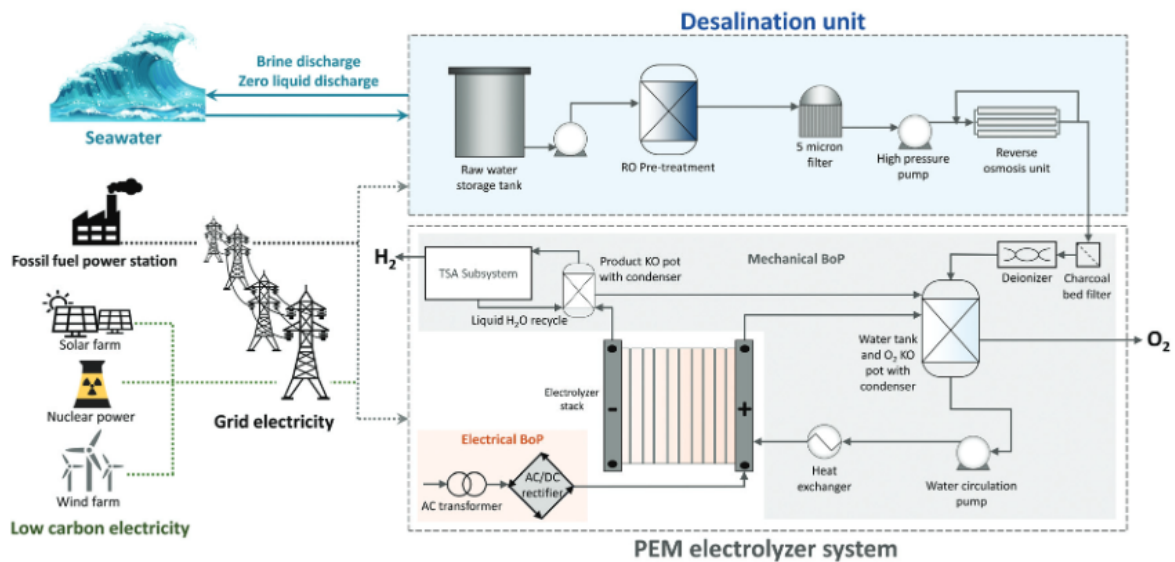 Desalination unit
Brine discharge
Zero liquid discharge
Seawater
Raw water
storage tank
RO Pre-treatment
5 micron
filter
High pressure
pump
Reverse
osmosis unit
Fossil fuel power station
Solar farm
Nuclear power
Wind farm
Low carbon electricity
Grid electricity
H₂
TSA Subsystem
Product KO pot
with condenser
Mechanical BoP
Deionizer
Charcoal
bed filter
Liquid H₂O recycle
Water tank
and O₂ KO
pot with
condenser
O₂
Electrolyzer
stack
-
+
Electrical BoP
AC transformer
AC/DC
rectifier
Heat
exchanger
Water circulation
pump
PEM electrolyzer system